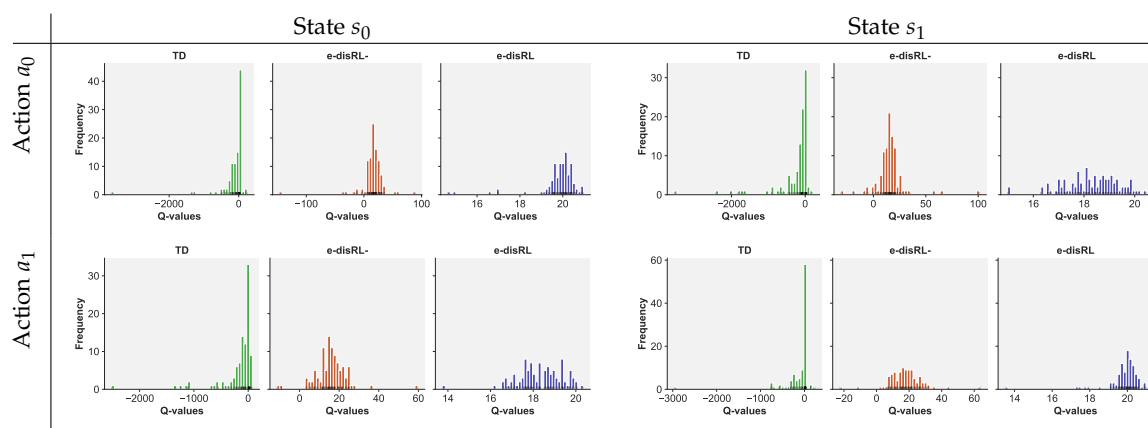 State s0 State s1
Action a0
TD e-disRL- e-disRL TD e-disRL- e-disRL
Frequency
40
30
20
10
0
−2000 0 −100 0 100 16 18 20
Q-values Q-values Q-values
Frequency
30
20
10
0
−2000 0 0 50 100 16 18 20
Q-values Q-values Q-values
Action a1
TD e-disRL- e-disRL TD e-disRL- e-disRL
Frequency
30
20
10
0
−2000 −1000 0 0 20 40 60 14 16 18 20
Q-values Q-values Q-values
Frequency
60
40
20
0
−3000 −2000 −1000 0 −20 0 20 40 60 14 16 18 20
Q-values Q-values Q-values